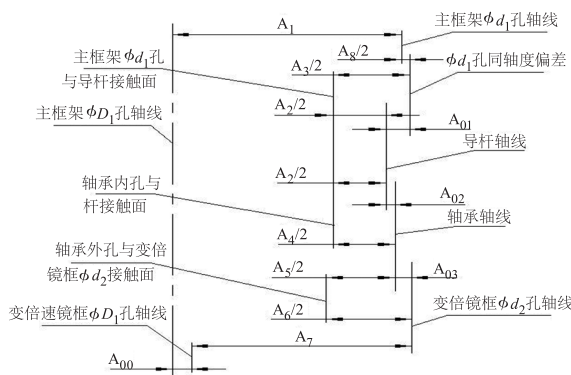 A₁
主框架ϕd₁孔轴线
A₈/2
主框架ϕd₁孔
与导杆接触面
A₃/2
ϕd₁孔同轴度偏差
主框架ϕD₁孔轴线
A₂/2
A₀₁
导杆轴线
轴承内孔与
杆接触面
A₂/2
A₀₂
轴承轴线
A₄/2
轴承外孔与变倍
镜框ϕd₂接触面
A₅/2
A₀₃
变倍速镜框ϕD₁孔轴线
A₆/2
变倍镜框ϕd₂孔轴线
A₇
A₀₀